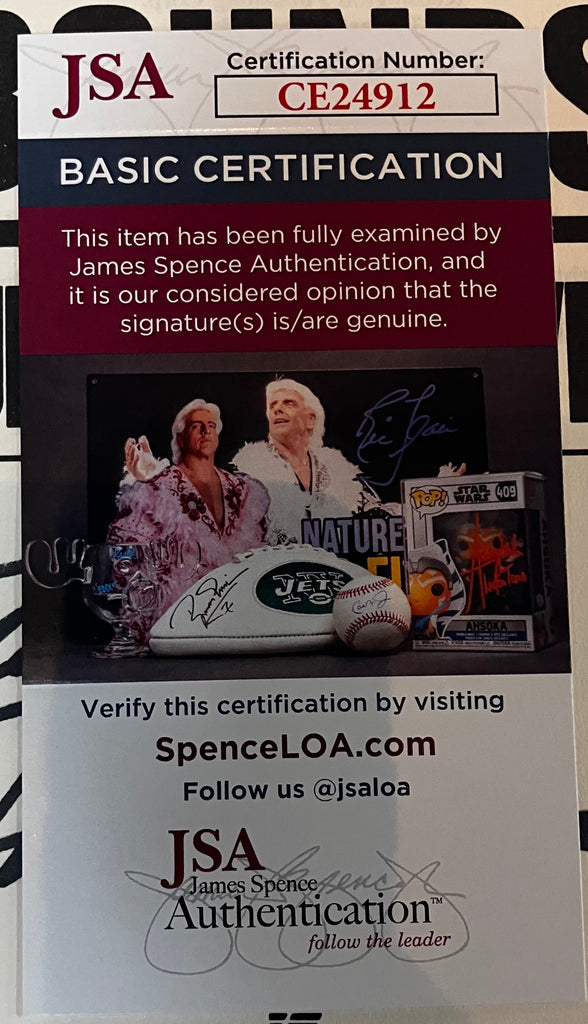 JSA
Certification Number:
CE24912
BASIC CERTIFICATION
This item has been fully examined by
James Spence Authentication, and
it is our considered opinion that the
signature(s) is/are genuine.
NATURE
POP!
STAR
WARS
409
JETS
AHSOKA
Verify this certification by visiting
SpenceLOA.com
Follow us @jsaloa
JSA
James Spence
Authentication™
follow the leader